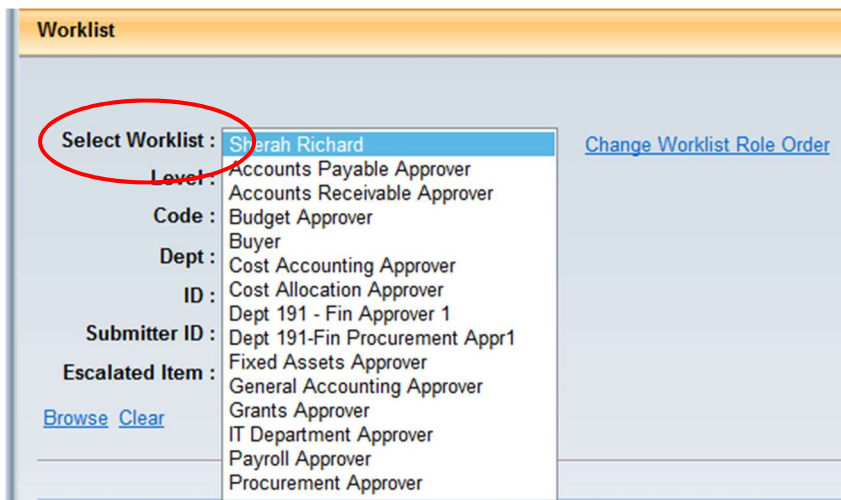 Worklist
Select Worklist :
Sherah Richard
Change Worklist Role Order
Level :
Accounts Payable Approver
Accounts Receivable Approver
Code :
Budget Approver
Buyer
Dept :
Cost Accounting Approver
ID :
Cost Allocation Approver
Dept 191 - Fin Approver 1
Submitter ID :
Dept 191-Fin Procurement Appr1
Fixed Assets Approver
Escalated Item :
General Accounting Approver
Browse Clear
Grants Approver
IT Department Approver
Payroll Approver
Procurement Approver